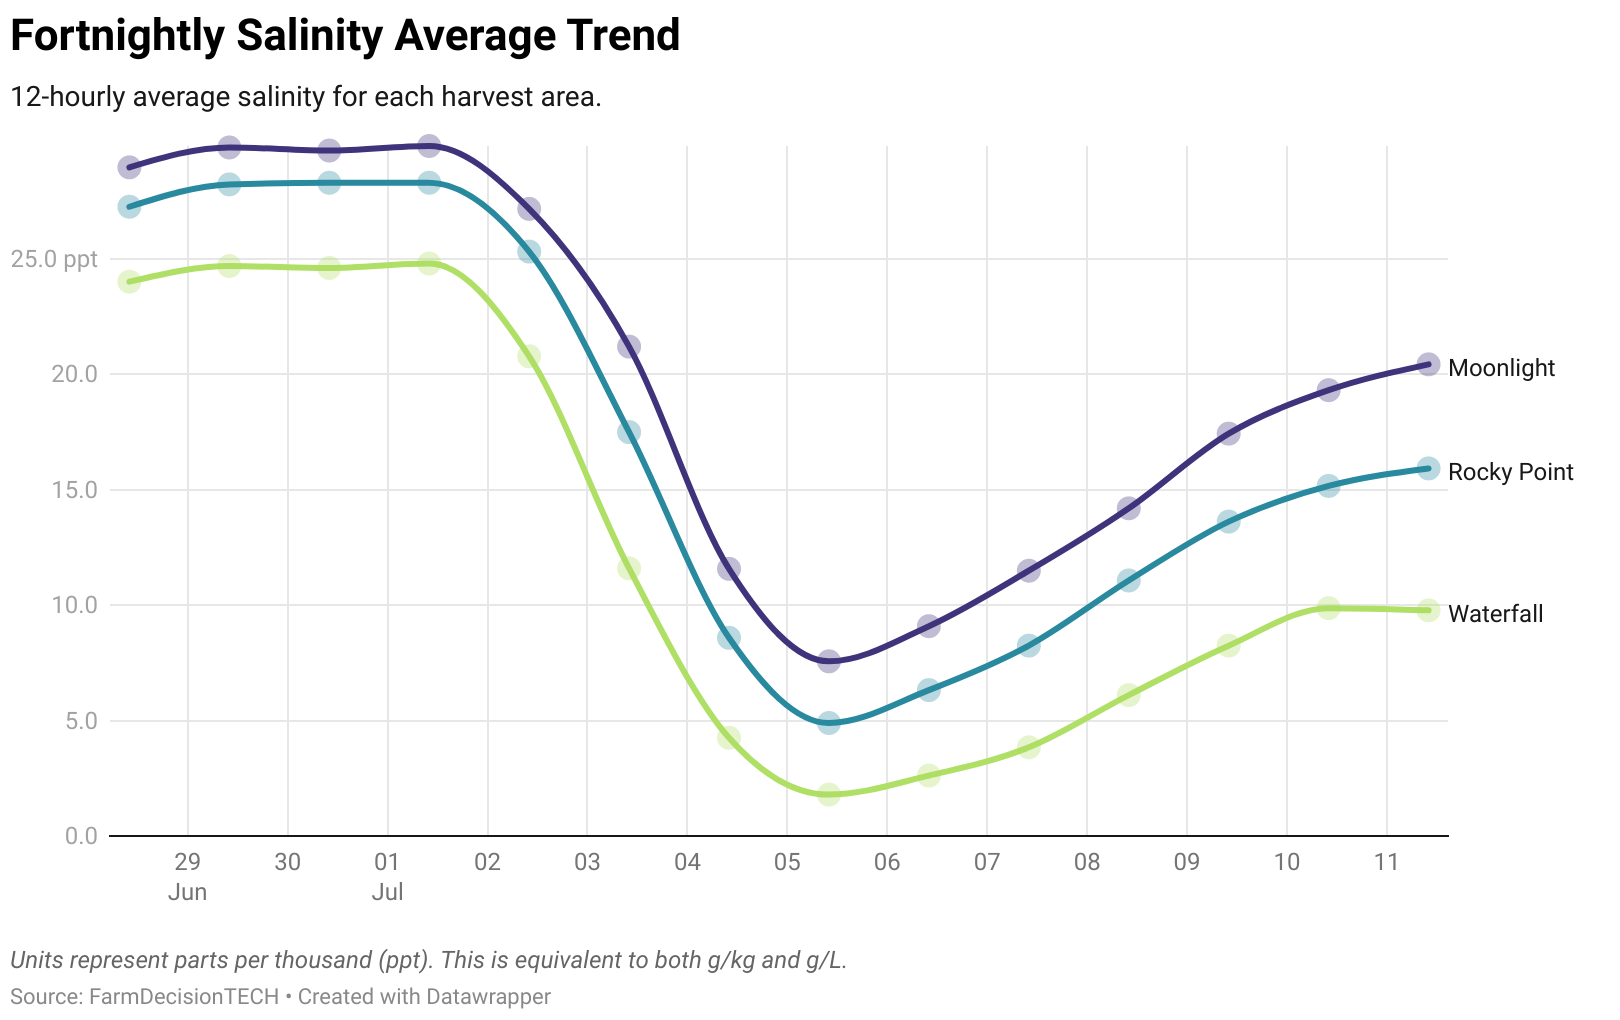 Fortnightly Salinity Average Trend
12-hourly average salinity for each harvest area.
25.0 ppt
20.0
15.0
10.0
5.0
0.0
Moonlight
Rocky Point
Waterfall
29 30 01 02 03 04 05 06 07 08 09 10 11
Jun Jul
Units represent parts per thousand (ppt). This is equivalent to both g/kg and g/L.
Source: FarmDecisionTECH • Created with Datawrapper